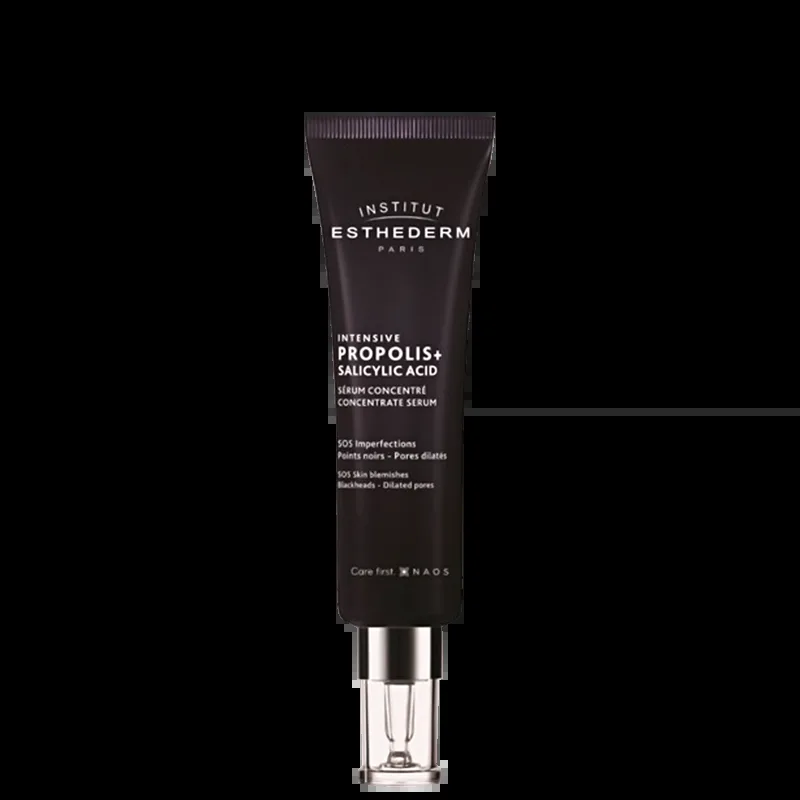 INSTITUT
ESTHEDERM
PARIS
INTENSIVE
PROPOLIS+
SALICYLIC ACID
SÉRUM CONCENTRÉ
CONCENTRATE SERUM
SOS Imperfections
Points noirs - Pores dilatés
SOS Skin blemishes
Blackheads - Dilated pores
Care first. NAOS